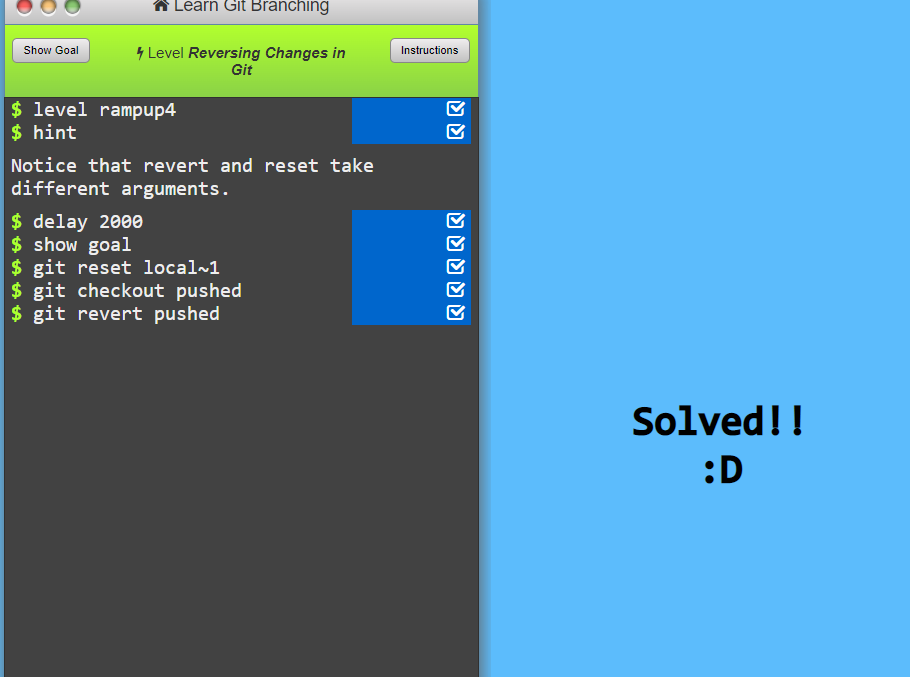 Learn Git Branching
Show Goal
Level Reversing Changes in
Git
Instructions
$ level rampup4
$ hint
Notice that revert and reset take
different arguments.
$ delay 2000
$ show goal
$ git reset local~1
$ git checkout pushed
$ git revert pushed
Solved!!
:D